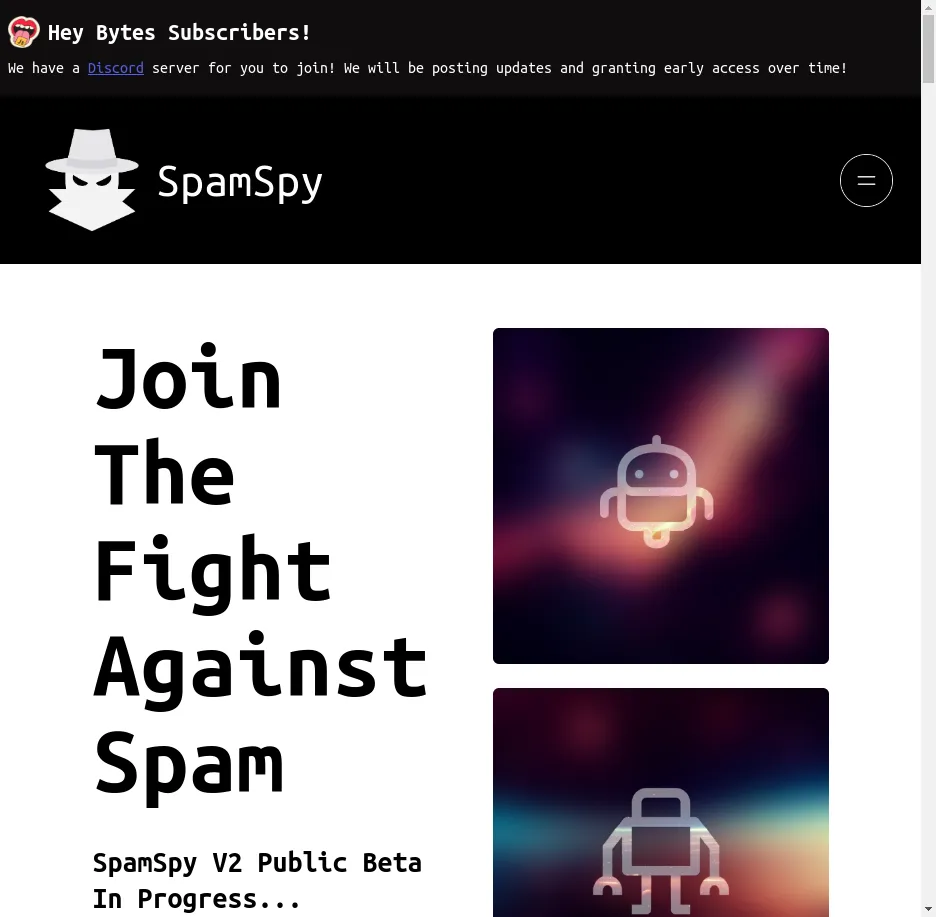 Hey Bytes Subscribers!
We have a Discord server for you to join! We will be posting updates and granting early access over time!
SpamSpy
Join
The
Fight
Against
Spam
SpamSpy V2 Public Beta
In Progress...